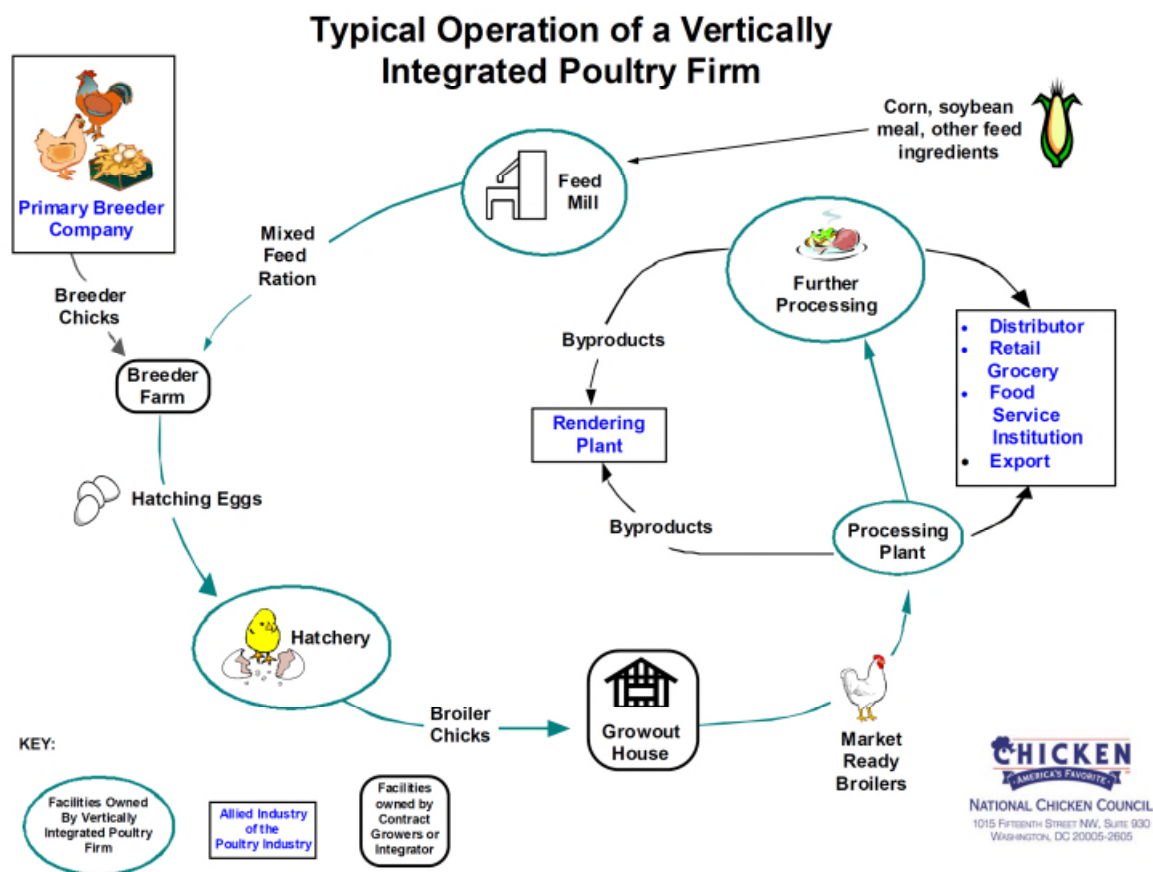 Typical Operation of a Vertically
Integrated Poultry Firm
Primary Breeder
Company
Corn, soybean
meal, other feed
ingredients
Feed
Mill
Mixed
Feed
Ration
Breeder
Chicks
Further
Processing
• Distributor
• Retail
Grocery
• Food
Service
Institution
• Export
Byproducts
Breeder
Farm
Rendering
Plant
Hatching Eggs
Byproducts
Processing
Plant
Hatchery
Broiler
Chicks
Growout
House
Market
Ready
Broilers
KEY:
Facilities Owned
By Vertically
Integrated Poultry
Firm
Allied Industry
of the
Poultry Industry
Facilities
owned by
Contract
Growers or
Integrator
CHICKEN
AMERICA'S FAVORITE
NATIONAL CHICKEN COUNCIL
1015 FIFTEENTH STREET NW, SUITE 930
WASHINGTON, DC 20005-2605